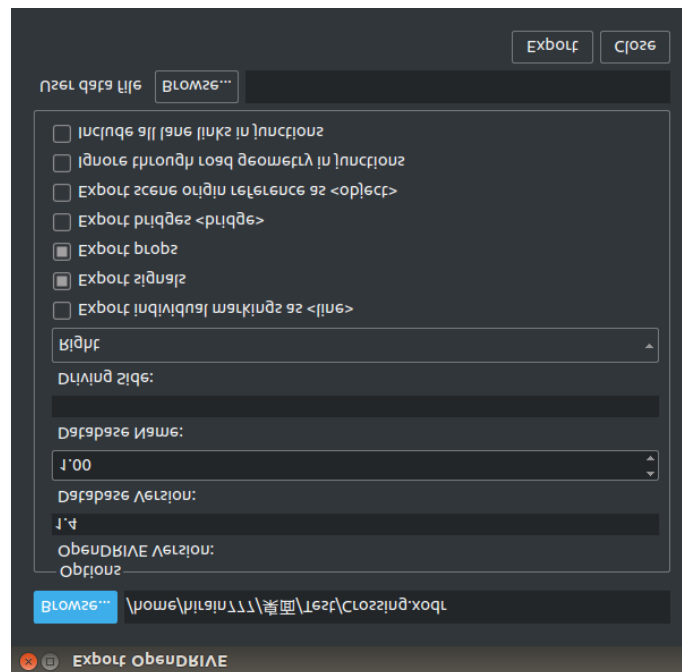 Export OpenDRIVE
Browse... /home/hirain777/桌面/Test/Crossing.xodr
Options
OpenDRIVE Version:
1.4
Database Version:
1.00
Database Name:
Driving Side:
Right
Export individual markings as <line>
Export signals
Export props
Export bridges <bridge>
Export scene origin reference as <object>
Ignore through road geometry in junctions
Include all lane links in junctions
User data file Browse...
Export Close